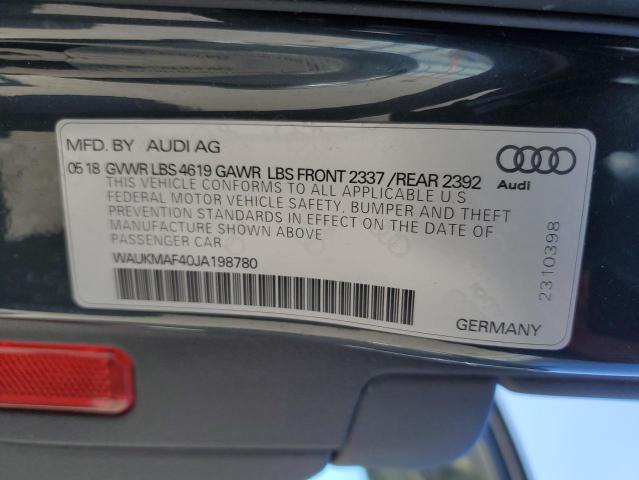 MFD. BY AUDI AG
05 18 GVWR LBS 4619 GAWR LBS FRONT 2337 /REAR 2392
THIS VEHICLE CONFORMS TO ALL APPLICABLE U.S.
FEDERAL MOTOR VEHICLE SAFETY, BUMPER AND THEFT
PREVENTION STANDARDS IN EFFECT ON THE DATE OF
MANUFACTURE SHOWN ABOVE
PASSENGER CAR
WAUKMAF40JA198780
GERMANY
Audi
2310398